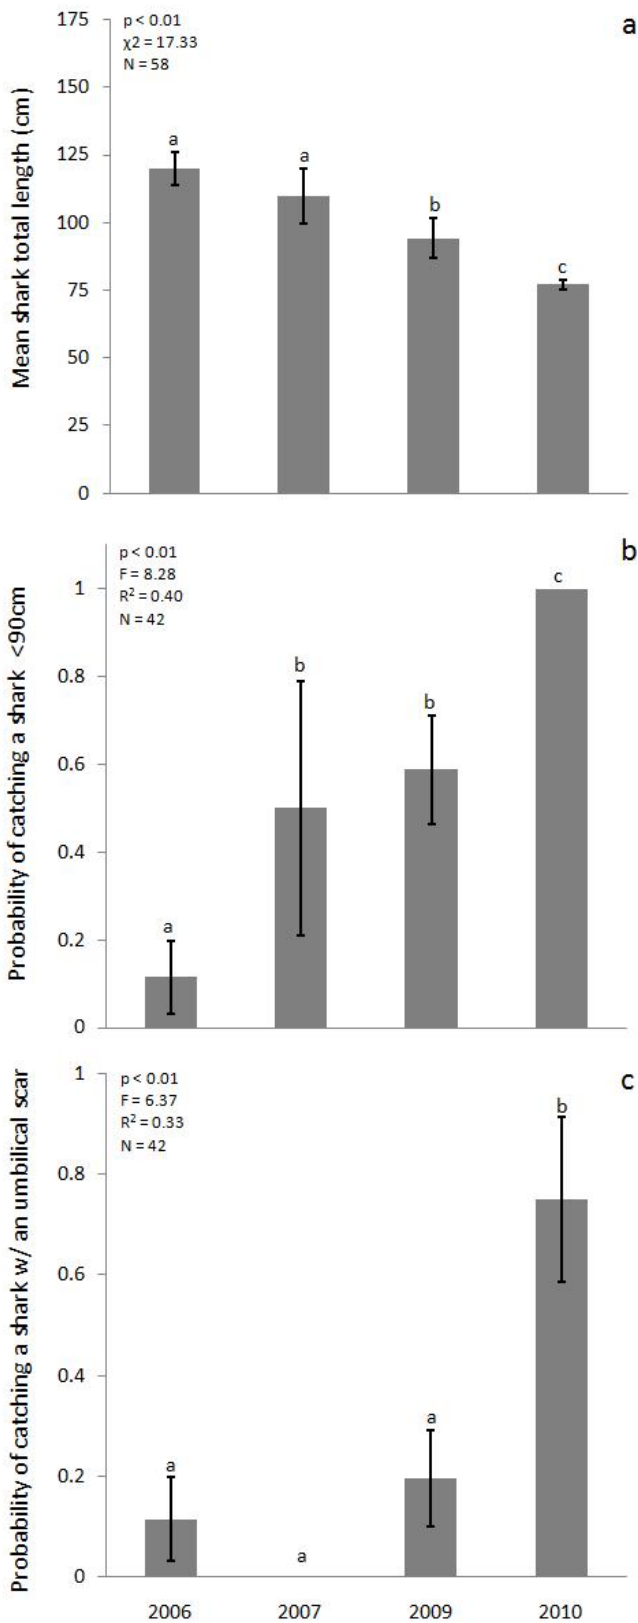 a
p < 0.01
χ2 = 17.33
N = 58
Mean shark total length (cm)
175
150
125
100
75
50
25
0
a
a
b
c
b
p < 0.01
F = 8.28
R² = 0.40
N = 42
Probability of catching a shark <90cm
1
0.8
0.6
0.4
0.2
0
a
b
b
c
c
p < 0.01
F = 6.37
R² = 0.33
N = 42
Probability of catching a shark w/ an umbilical scar
1
0.8
0.6
0.4
0.2
0
a
a
a
b
2006 2007 2009 2010